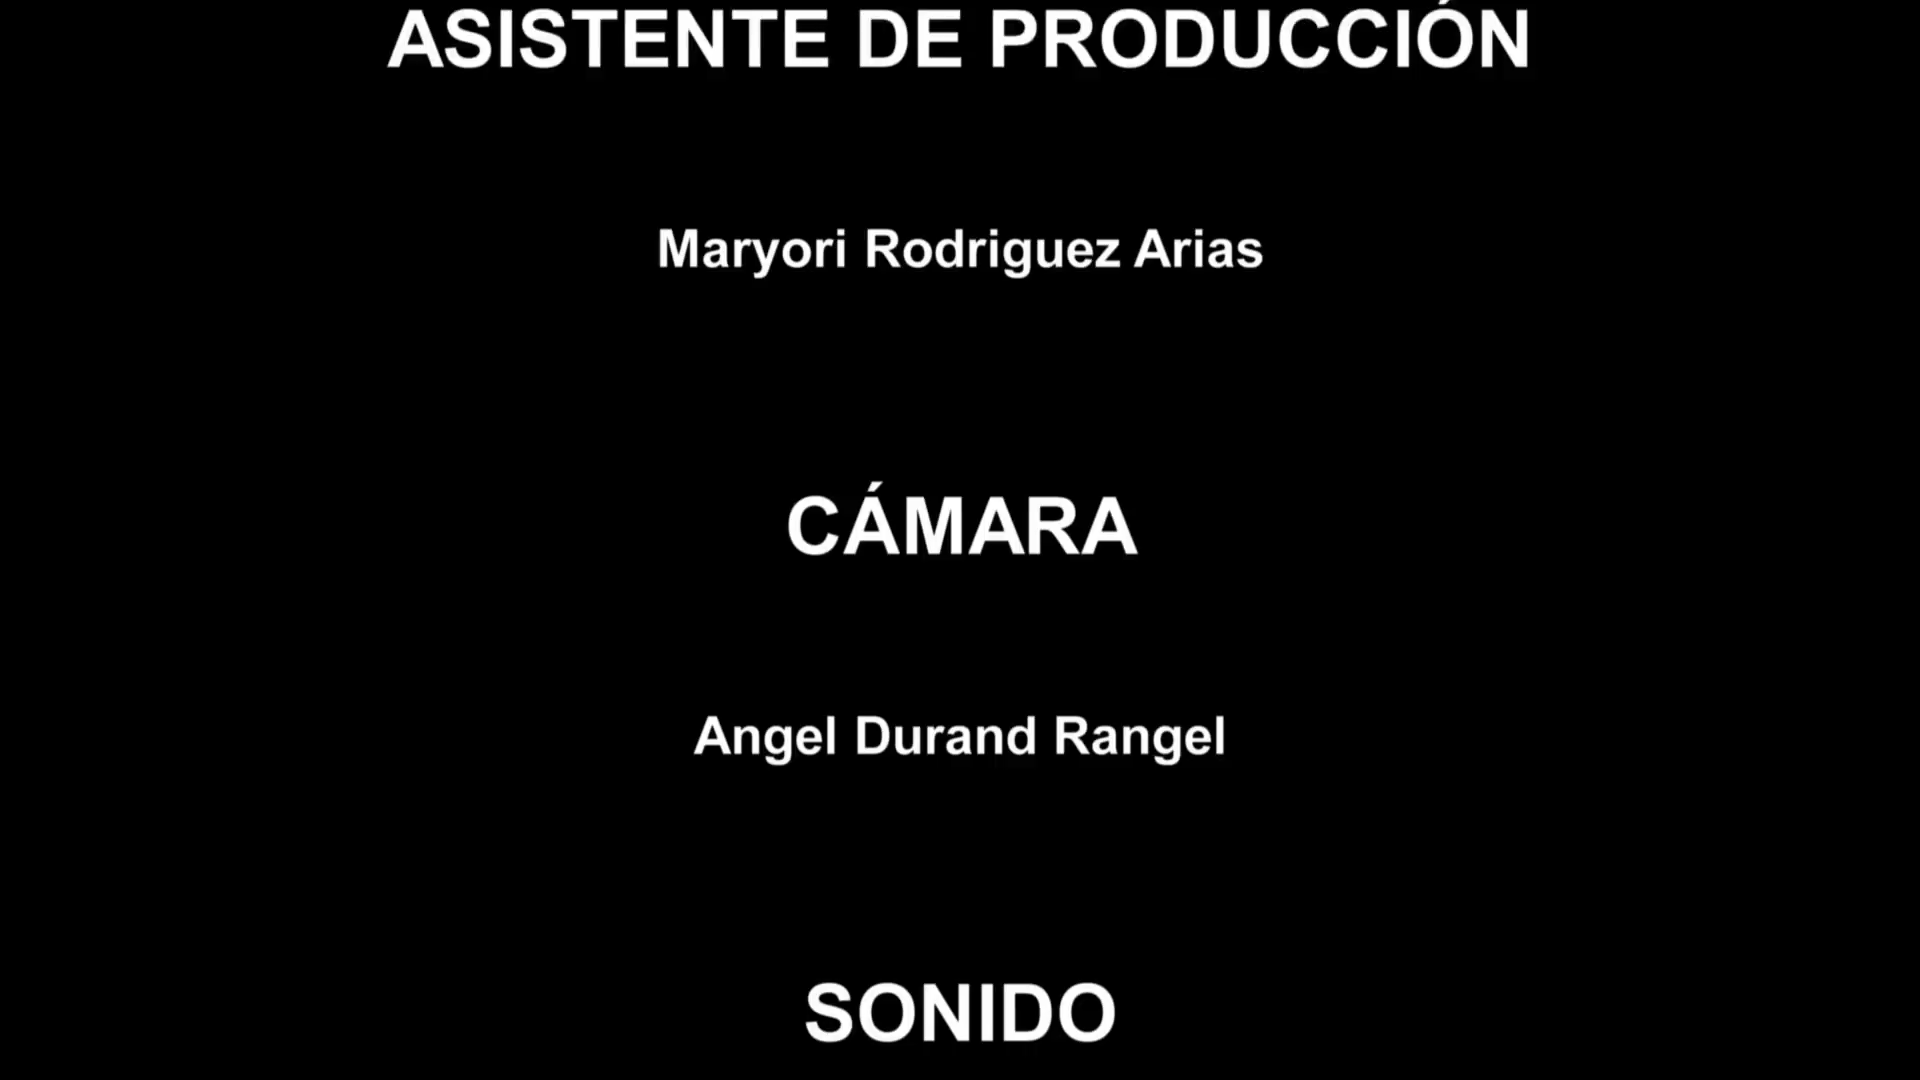 ASISTENTE DE PRODUCCIÓN
Maryori Rodriguez Arias
CÁMARA
Angel Durand Rangel
SONIDO